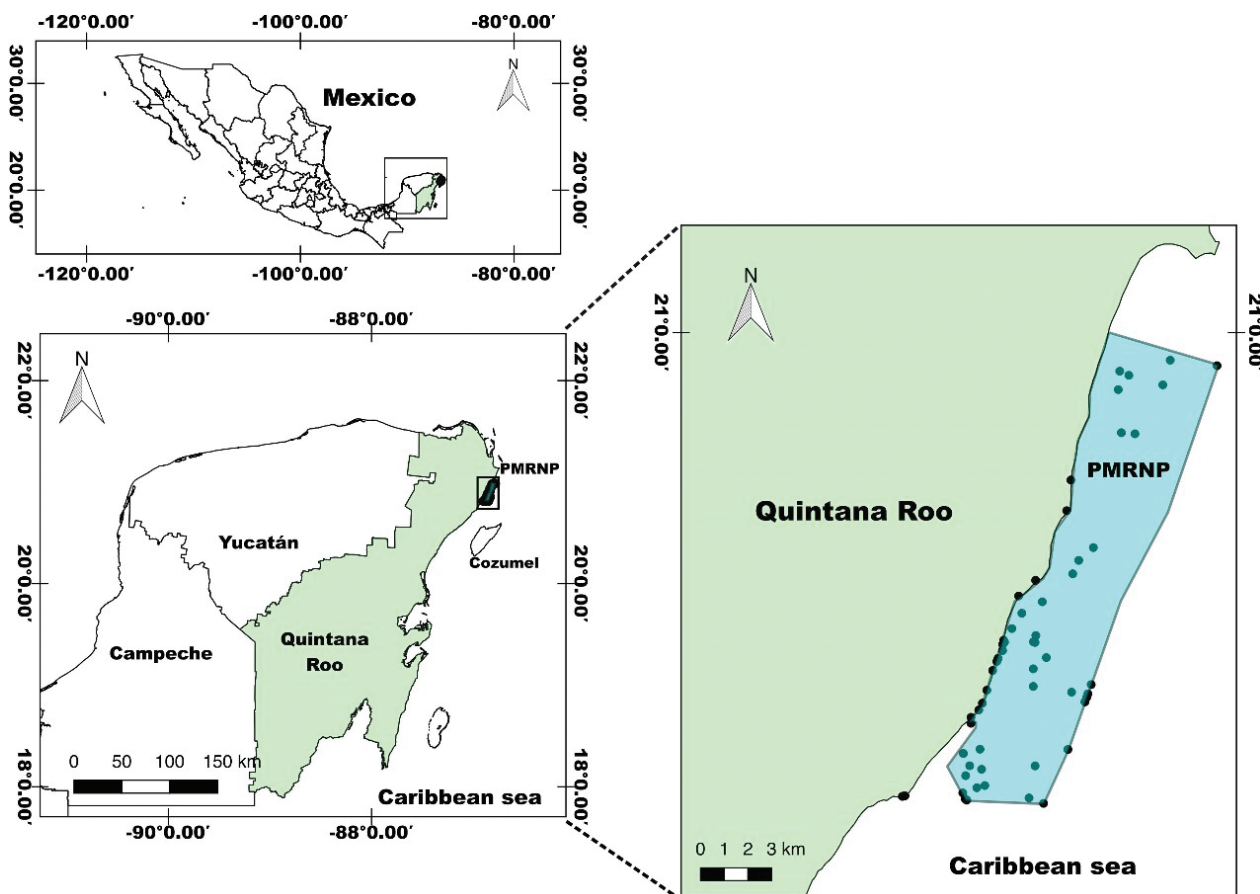 -120°0.00′ -100°0.00′ -80°0.00′
30°0.00′ 30°0.00′
N
Mexico
20°0.00′ 20°0.00′
-120°0.00′ -100°0.00′ -80°0.00′
-90°0.00′ -88°0.00′
22°0.00′ 22°0.00′
N
PMRNP
Yucatán
Cozumel
20°0.00′ 20°0.00′
Campeche
Quintana
Roo
0 50 100 150 km
18°0.00′ 18°0.00′
Caribbean sea
-90°0.00′ -88°0.00′
N
21°0.00′ 21°0.00′
PMRNP
Quintana Roo
0 1 2 3 km
Caribbean sea